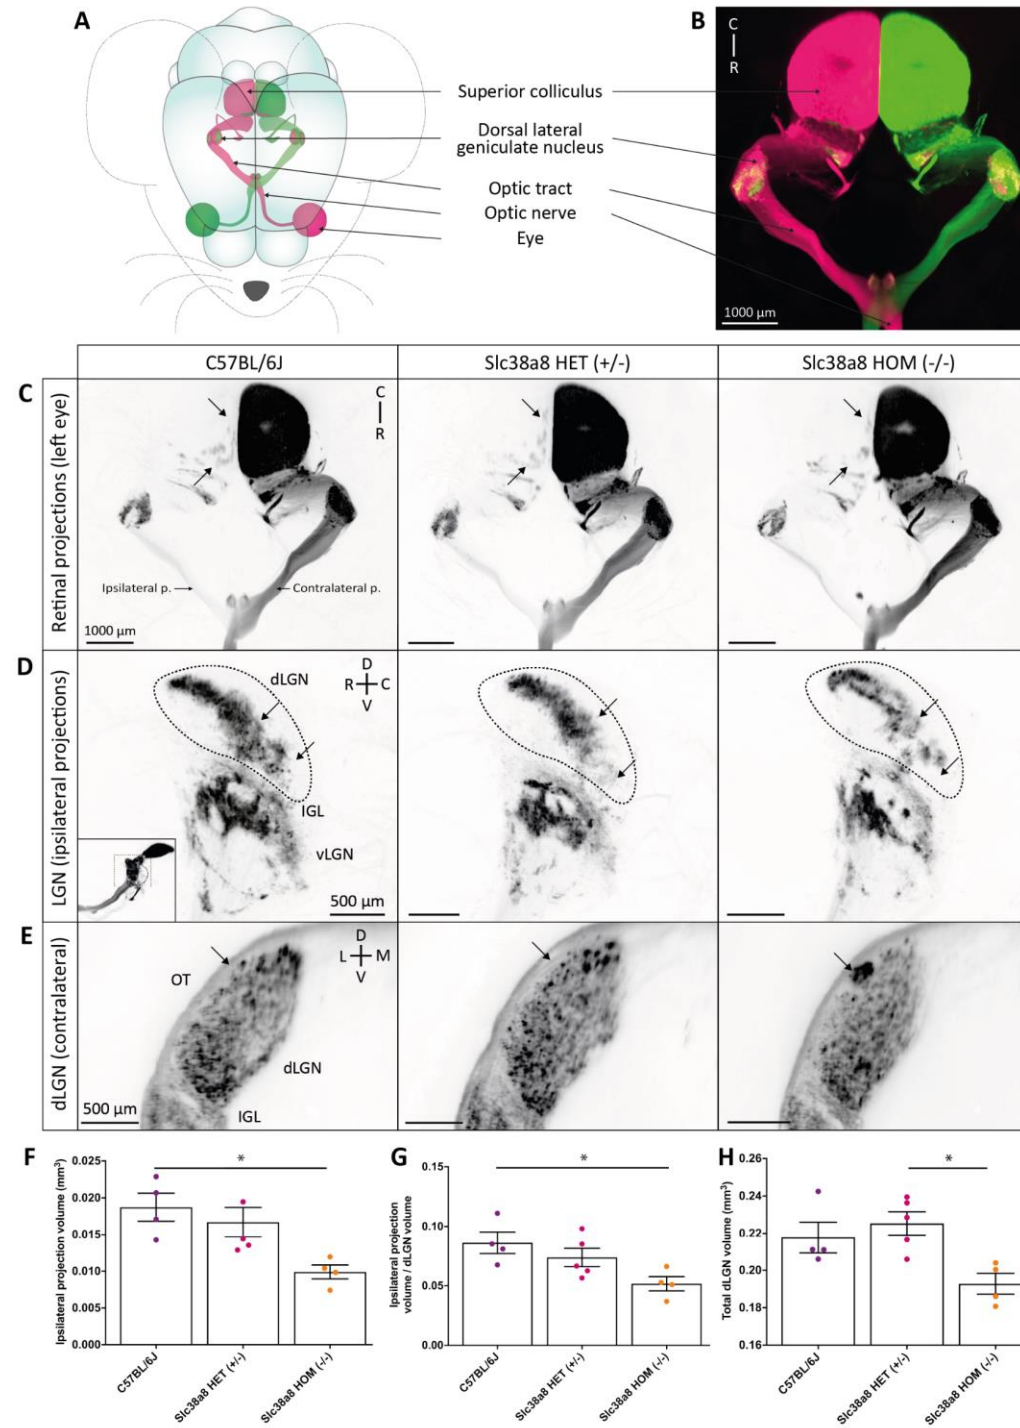 A
B
C
R
Superior colliculus
Dorsal lateral
geniculate nucleus
Optic tract
Optic nerve
Eye
1000 µm
C57BL/6J
Slc38a8 HET (+/-)
Slc38a8 HOM (-/-)
C
Retinal projections (left eye)
C
R
Ipsilateral p.
Contralateral p.
1000 µm
D
LGN (ipsilateral projections)
dLGN
D
R C
V
IGL
vLGN
500 µm
E
dLGN (contralateral)
OT
D
L M
V
dLGN
500 µm
IGL
F
Ipsilateral projection volume (mm³)
0.025
0.020
0.015
0.010
0.005
0.000
*
C57BL/6J
Slc38a8 HET (+/-)
Slc38a8 HOM (-/-)
G
Ipsilateral projection
volume / dLGN volume
0.15
0.10
0.05
0.00
*
C57BL/6J
Slc38a8 HET (+/-)
Slc38a8 HOM (-/-)
H
Total dLGN volume (mm³)
0.26
0.24
0.22
0.20
0.18
0.16
*
C57BL/6J
Slc38a8 HET (+/-)
Slc38a8 HOM (-/-)